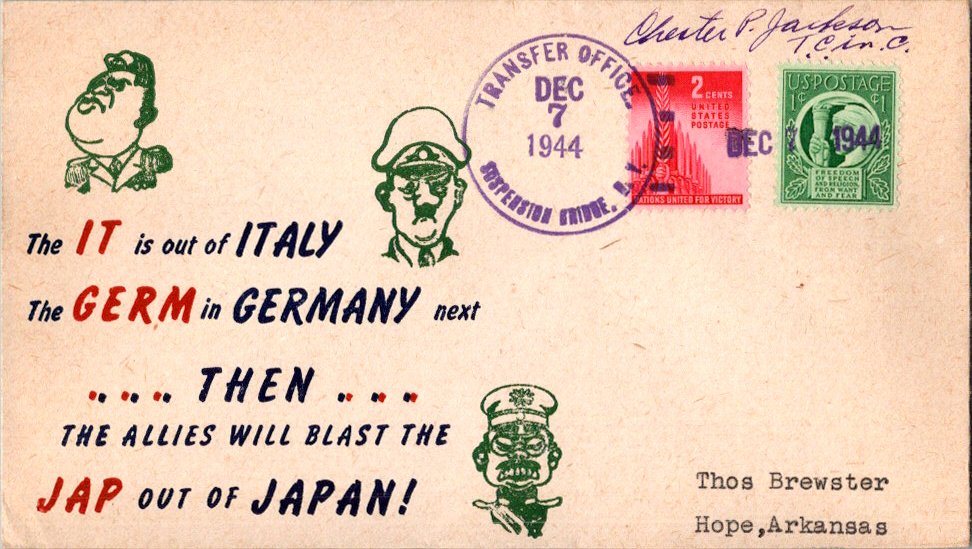 Chester P. Jackson
T.C. in. C.
TRANSFER OFFICE
DEC
7
1944
SUSPENSION BRIDGE, N.Y.
2 CENTS
UNITED
STATES
POSTAGE
NATIONS UNITED FOR VICTORY
DEC 7 1944
U.S. POSTAGE
1¢ ¢1
FREEDOM
OF SPEECH
AND RELIGION,
FROM WANT
AND FEAR
The IT is out of ITALY
The GERM in GERMANY next
.... THEN ....
THE ALLIES WILL BLAST THE
JAP OUT OF JAPAN!
Thos Brewster
Hope,Arkansas